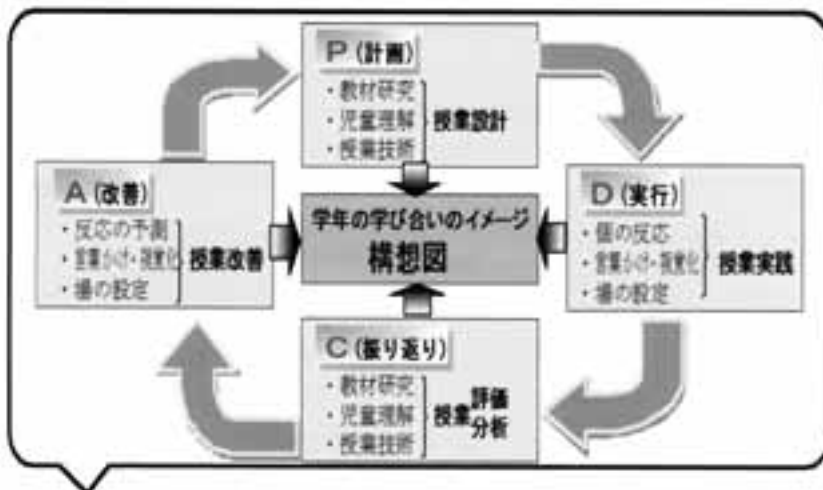 P(計画)
・教材研究
・児童理解
・授業技術
授業設計
A(改善)
・反応の予測
・言葉かけ・視覚化
・場の設定
授業改善
学年の学び合いのイメージ
構想図
D(実行)
・個の反応
・言葉かけ・視覚化
・場の設定
授業実践
C(振り返り)
・教材研究
・児童理解
・授業技術
授業評価
分析